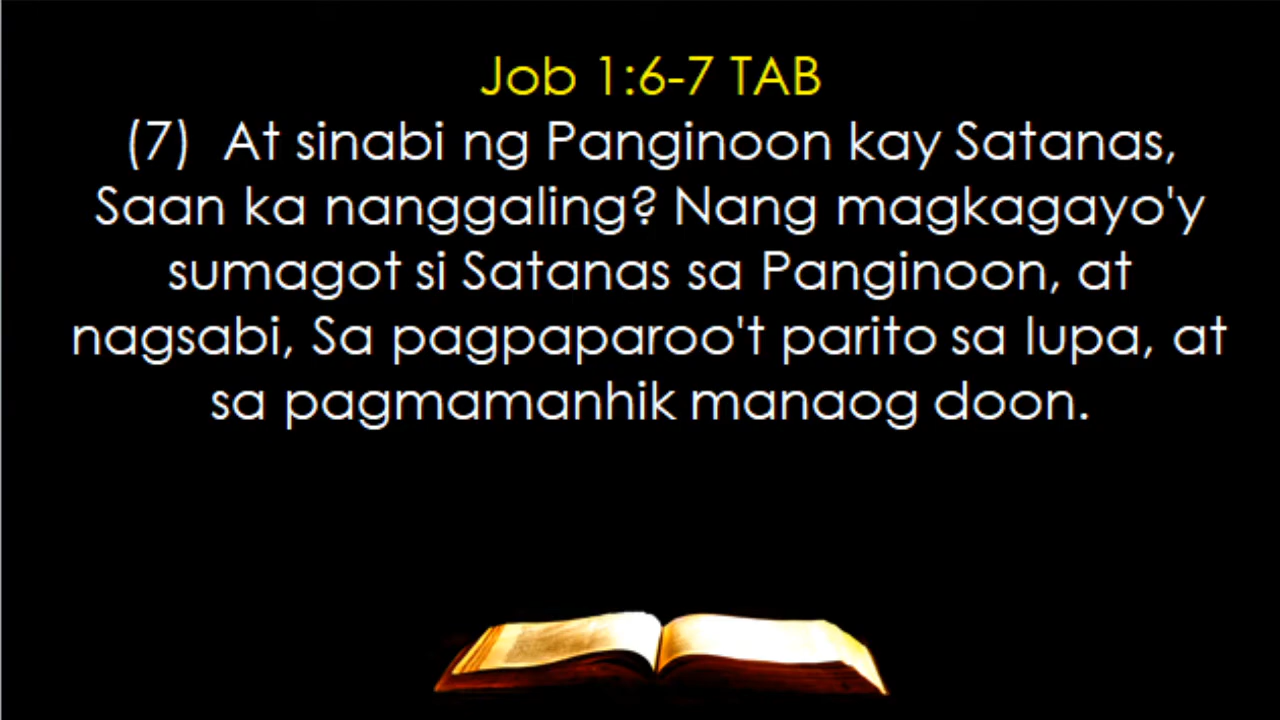 Job 1:6-7 TAB
(7)  At sinabi ng Panginoon kay Satanas,
Saan ka nanggaling? Nang magkagayo'y
sumagot si Satanas sa Panginoon, at
nagsabi, Sa pagpaparoo't parito sa lupa, at
sa pagmamanhik manaog doon.